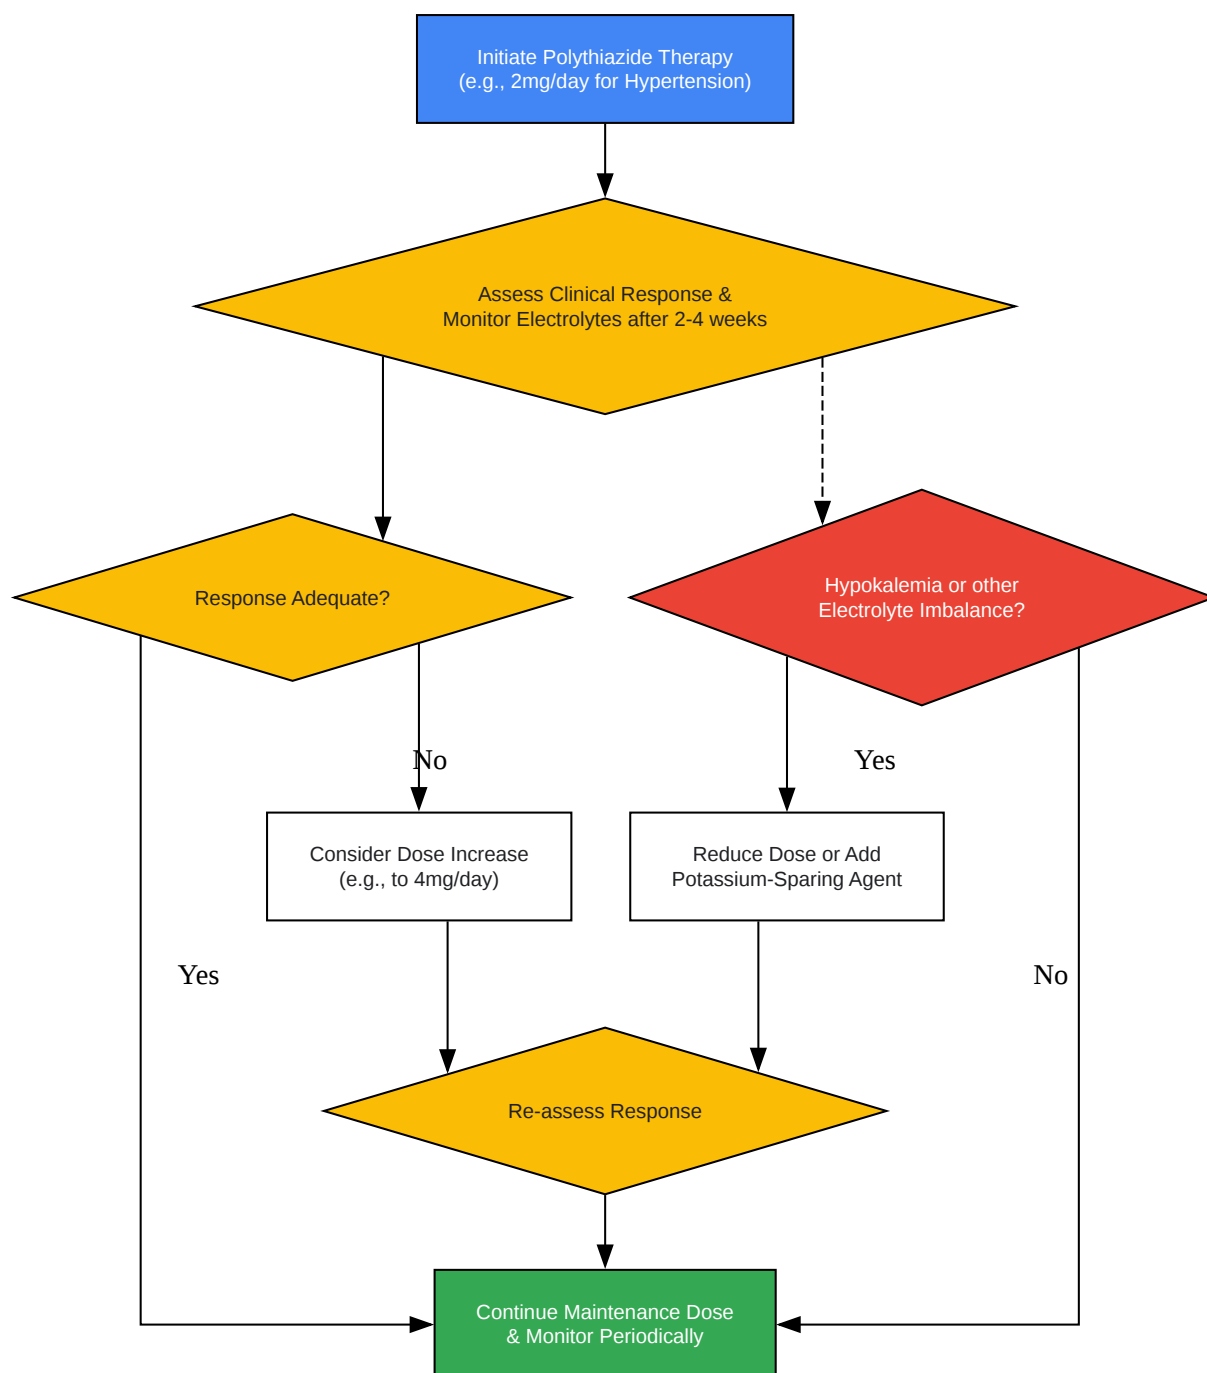 Initiate Polythiazide Therapy
(e.g., 2mg/day for Hypertension)
Assess Clinical Response &
Monitor Electrolytes after 2-4 weeks
Response Adequate?
Hypokalemia or other
Electrolyte Imbalance?
No
Yes
Consider Dose Increase
(e.g., to 4mg/day)
Reduce Dose or Add
Potassium-Sparing Agent
Yes
No
Re-assess Response
Continue Maintenance Dose
& Monitor Periodically